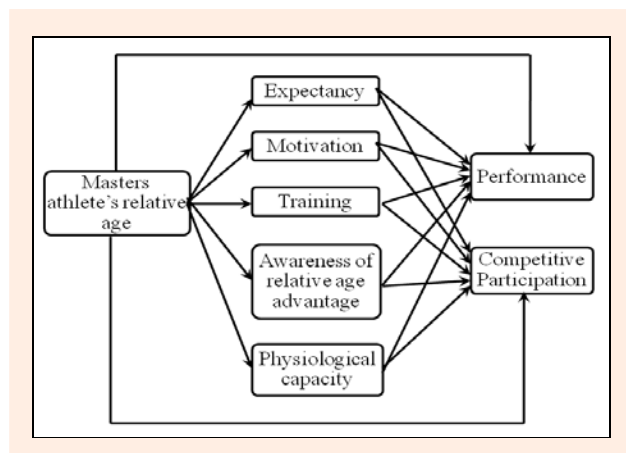 Masters
athlete's relative
age
Expectancy
Motivation
Training
Awareness of
relative age
advantage
Physiological
capacity
Performance
Competitive
Participation